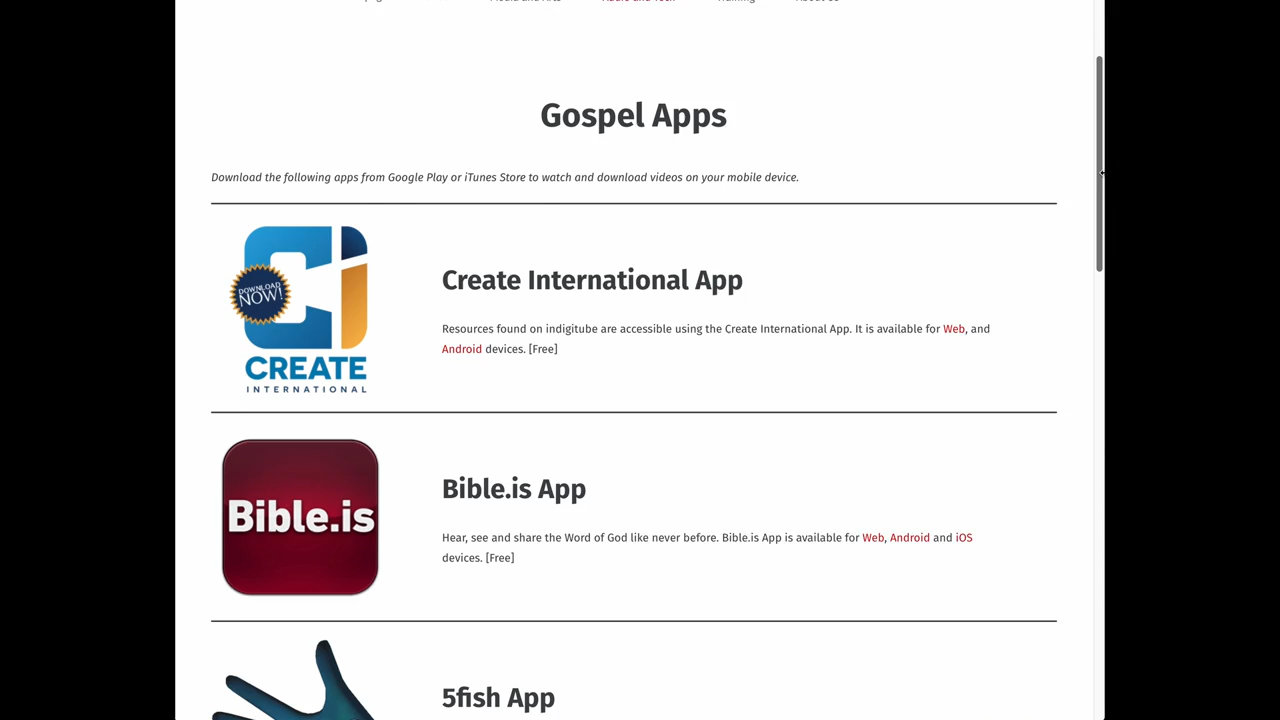 Gospel Apps
Download the following apps from Google Play or iTunes Store to watch and download videos on your mobile device.
DOWNLOAD
NOW!
CREATE
INTERNATIONAL
Create International App
Resources found on indigitube are accessible using the Create International App. It is available for Web, and
Android devices. [Free]
Bible.is
Bible.is App
Hear, see and share the Word of God like never before. Bible.is App is available for Web, Android and iOS
devices. [Free]
5fish App